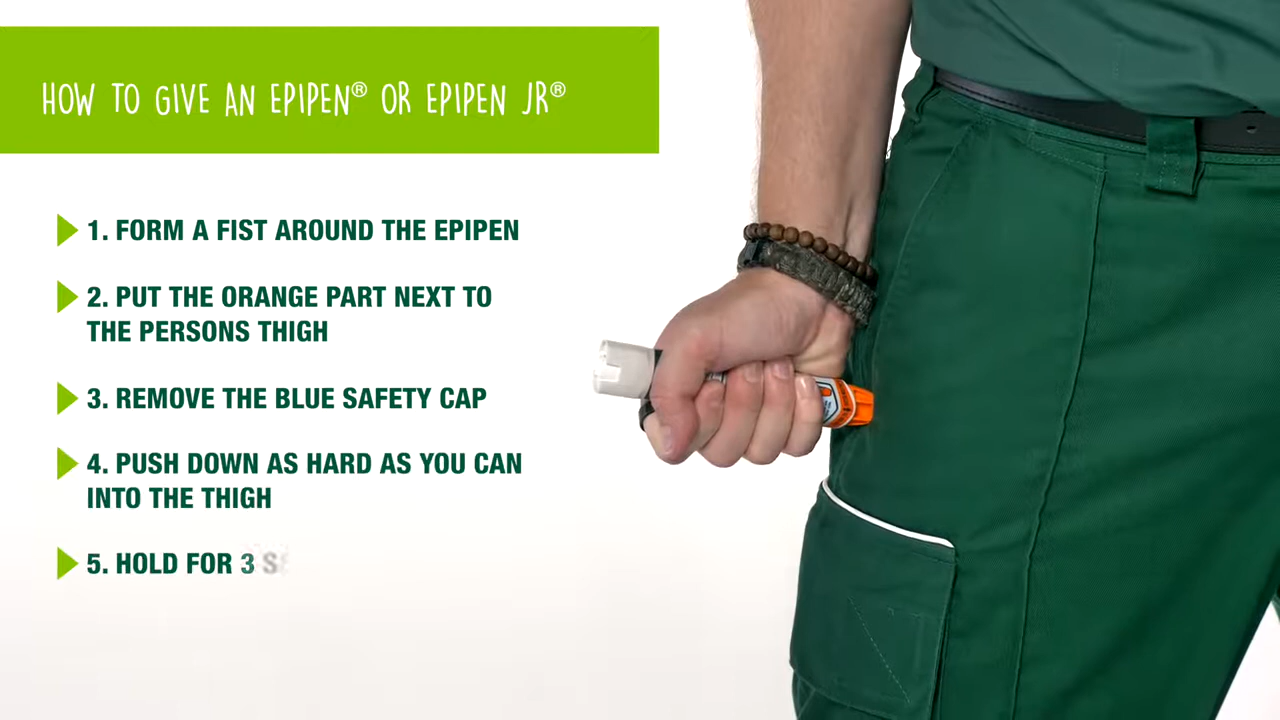 HOW TO GIVE AN EPIPEN® OR EPIPEN JR®
1. FORM A FIST AROUND THE EPIPEN
2. PUT THE ORANGE PART NEXT TO
THE PERSONS THIGH
3. REMOVE THE BLUE SAFETY CAP
4. PUSH DOWN AS HARD AS YOU CAN
INTO THE THIGH
5. HOLD FOR 3